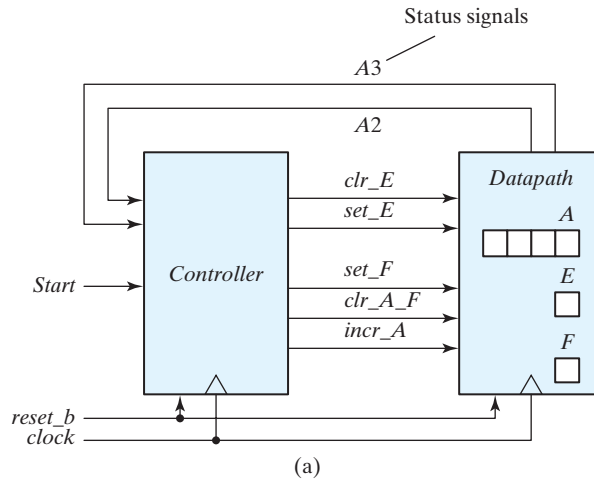 Status signals
A3
A2
clr_E
set_E
Datapath
A
Controller
Start
set_F
clr_A_F
incr_A
E
F
reset_b
clock
(a)